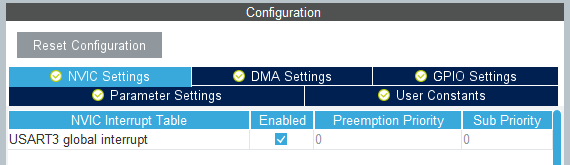 Configuration
Reset Configuration
NVIC Settings DMA Settings GPIO Settings
Parameter Settings User Constants
NVIC Interrupt Table Enabled Preemption Priority Sub Priority
USART3 global interrupt 0 0